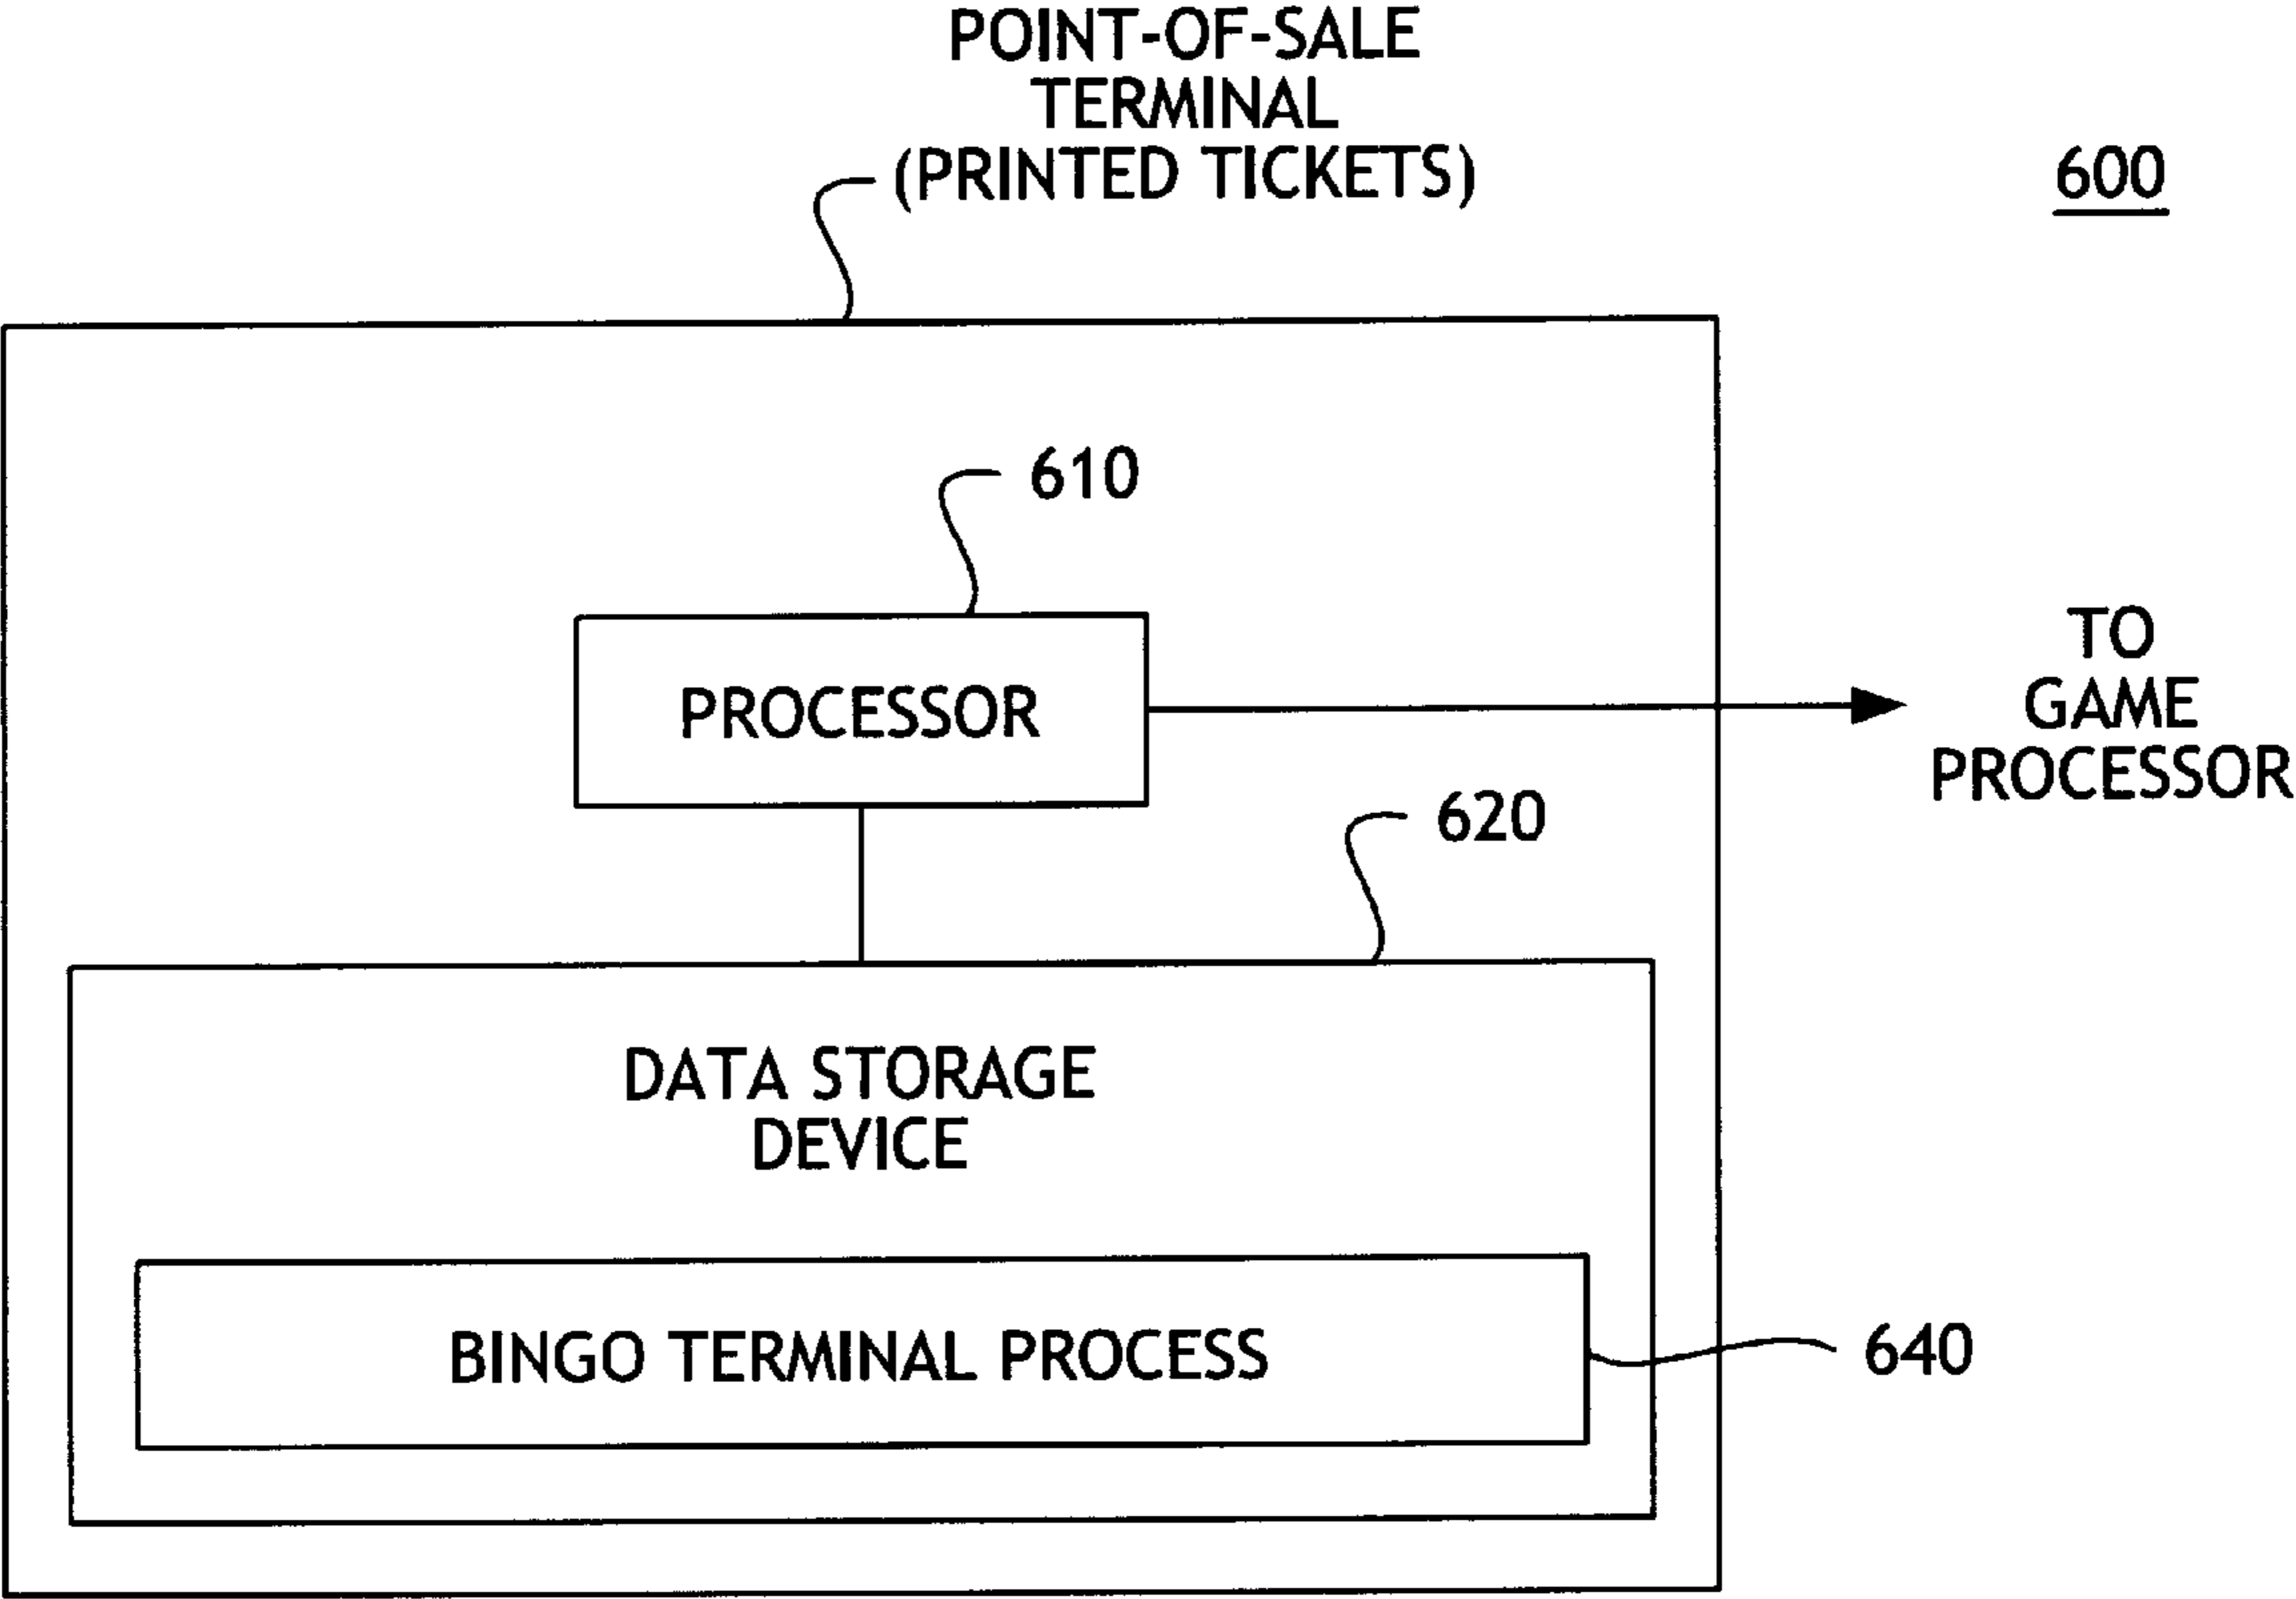 POINT-OF-SALE
TERMINAL
(PRINTED TICKETS)
600
610
PROCESSOR
TO
GAME
PROCESSOR
620
DATA STORAGE
DEVICE
BINGO TERMINAL PROCESS
640